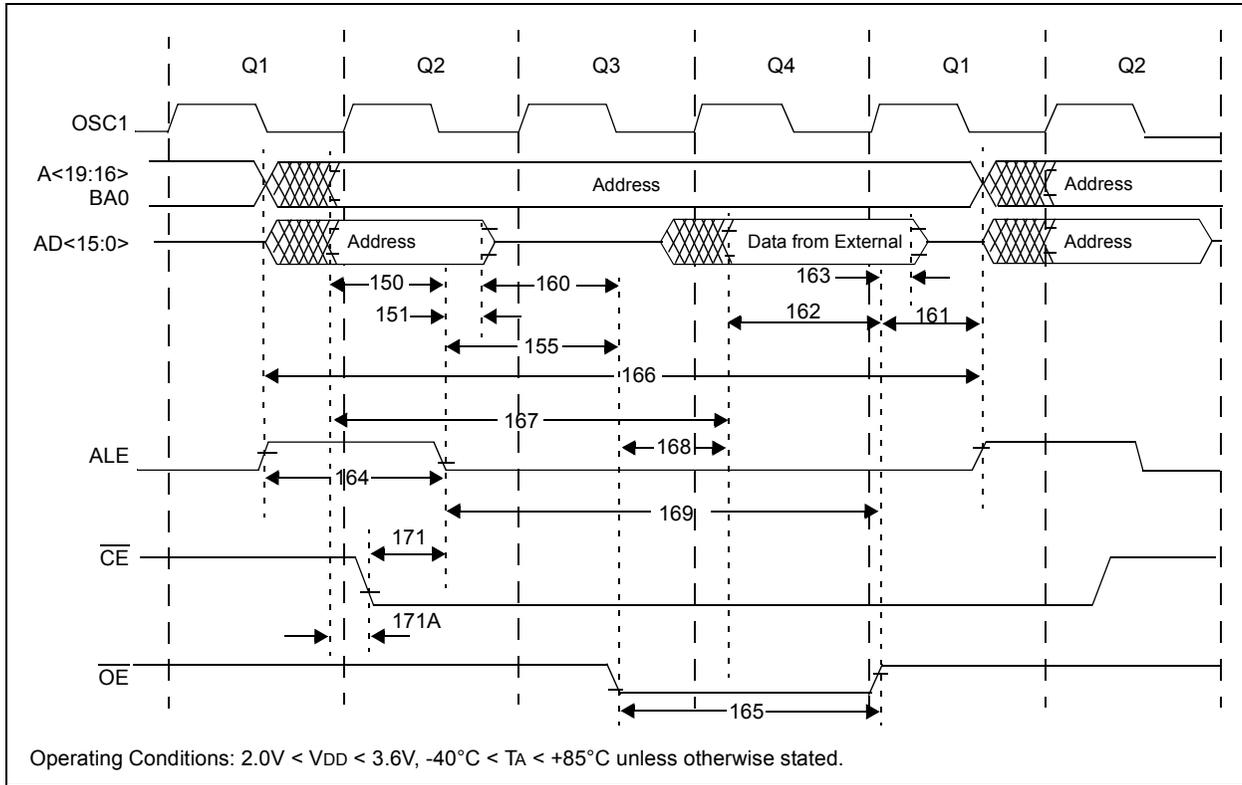 Q1 Q2 Q3 Q4 Q1 Q2
OSC1
A<19:16>
BA0
Address
Address
AD<15:0>
Address
Data from External
Address
150
160
163
151
162
161
155
166
167
168
ALE
164
169
171
CE
171A
OE
165
Operating Conditions: 2.0V < VDD < 3.6V, -40°C < TA < +85°C unless otherwise stated.